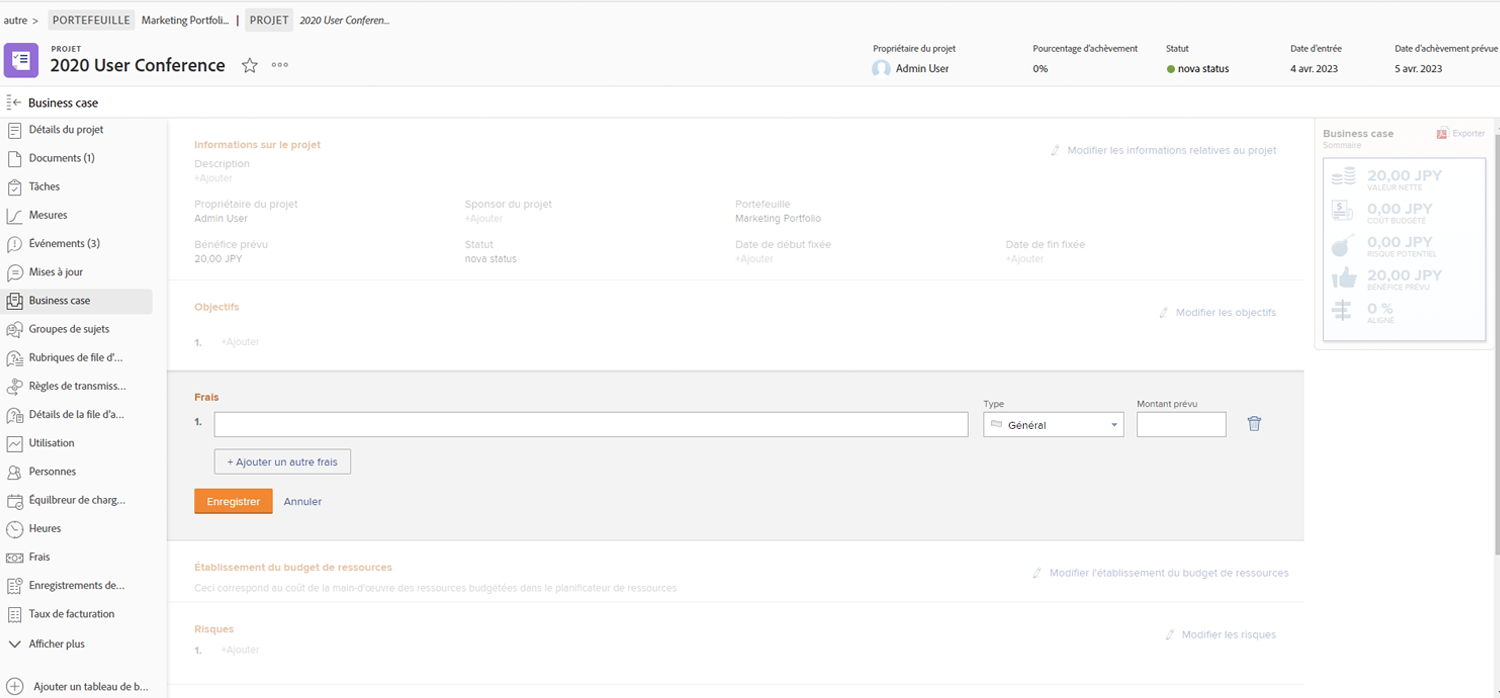 autre > PORTEFEUILLE Marketing Portfoli... | PROJET 2020 User Conferen...
PROJET
2020 User Conference
Propriétaire du projet
Admin User
Pourcentage d'achèvement
0%
Statut
nova status
Date d'entrée
4 avr. 2023
Date d'achèvement prévue
5 avr. 2023
Business case
Détails du projet
Documents (1)
Tâches
Mesures
Événements (3)
Mises à jour
Business case
Groupes de sujets
Rubriques de file d'...
Règles de transmiss...
Détails de la file d'a...
Utilisation
Personnes
Équilbreur de charg...
Heures
Frais
Enregistrements de...
Taux de facturation
Afficher plus
Ajouter un tableau de b...
Informations sur le projet
Modifier les informations relatives au projet
Description
+Ajouter
Propriétaire du projet
Admin User
Sponsor du projet
+Ajouter
Portefeuille
Marketing Portfolio
Bénéfice prévu
20,00 JPY
Statut
nova status
Date de début fixée
+Ajouter
Date de fin fixée
+Ajouter
Objectifs
Modifier les objectifs
1. +Ajouter
Frais
1.
Type
Général
Montant prévu
+ Ajouter un autre frais
Enregistrer Annuler
Établissement du budget de ressources
Modifier l'établissement du budget de ressources
Ceci correspond au coût de la main-d'œuvre des ressources budgétées dans le planificateur de ressources
Risques
Modifier les risques
1. +Ajouter
Business case
Exporter
Sommaire
20,00 JPY
VALEUR NETTE
0,00 JPY
COÛT BUDGÉTÉ
0,00 JPY
RISQUE POTENTIEL
20,00 JPY
BÉNÉFICE PRÉVU
0 %
ALIGNÉ